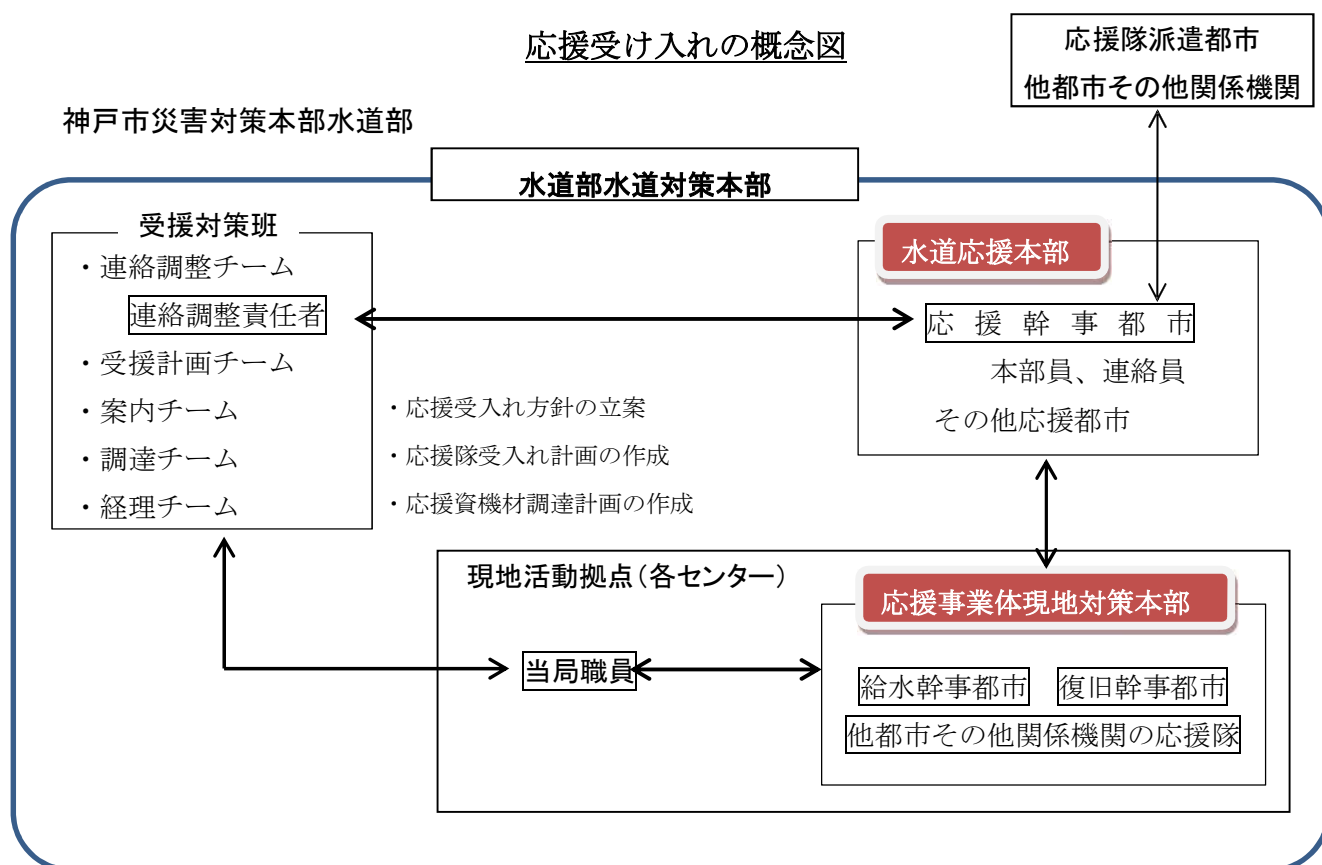 応援受け入れの概念図
応援隊派遣都市
他都市その他関係機関
神戸市災害対策本部水道部
水道部水道対策本部
受援対策班
・連絡調整チーム
連絡調整責任者
・受援計画チーム
・案内チーム
・調達チーム
・経理チーム
・応援受入れ方針の立案
・応援隊受入れ計画の作成
・応援資機材調達計画の作成
水道応援本部
応援幹事都市
本部員、連絡員
その他応援都市
現地活動拠点（各センター）
当局職員
応援事業体現地対策本部
給水幹事都市 復旧幹事都市
他都市その他関係機関の応援隊